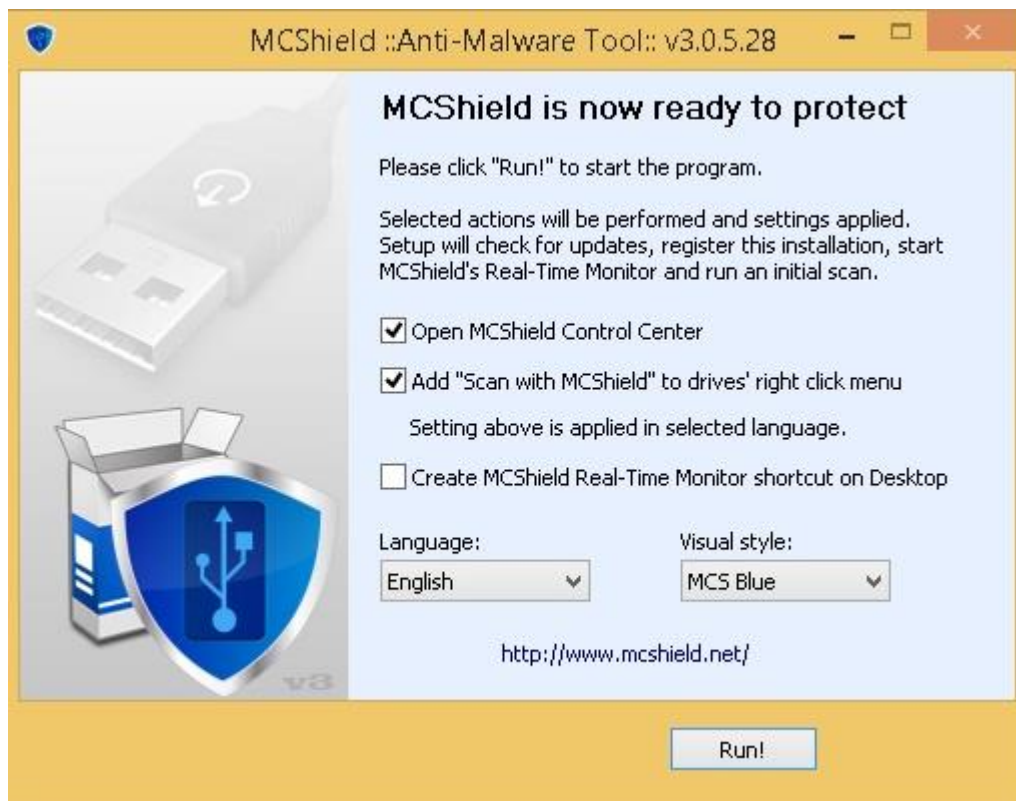 MCShield ::Anti-Malware Tool:: v3.0.5.28
MCShield is now ready to protect
Please click "Run!" to start the program.
Selected actions will be performed and settings applied.
Setup will check for updates, register this installation, start
MCShield's Real-Time Monitor and run an initial scan.
Open MCShield Control Center
Add "Scan with MCShield" to drives' right click menu
Setting above is applied in selected language.
Create MCShield Real-Time Monitor shortcut on Desktop
Language:
Visual style:
English
MCS Blue
http://www.mcshield.net/
v3
Run!